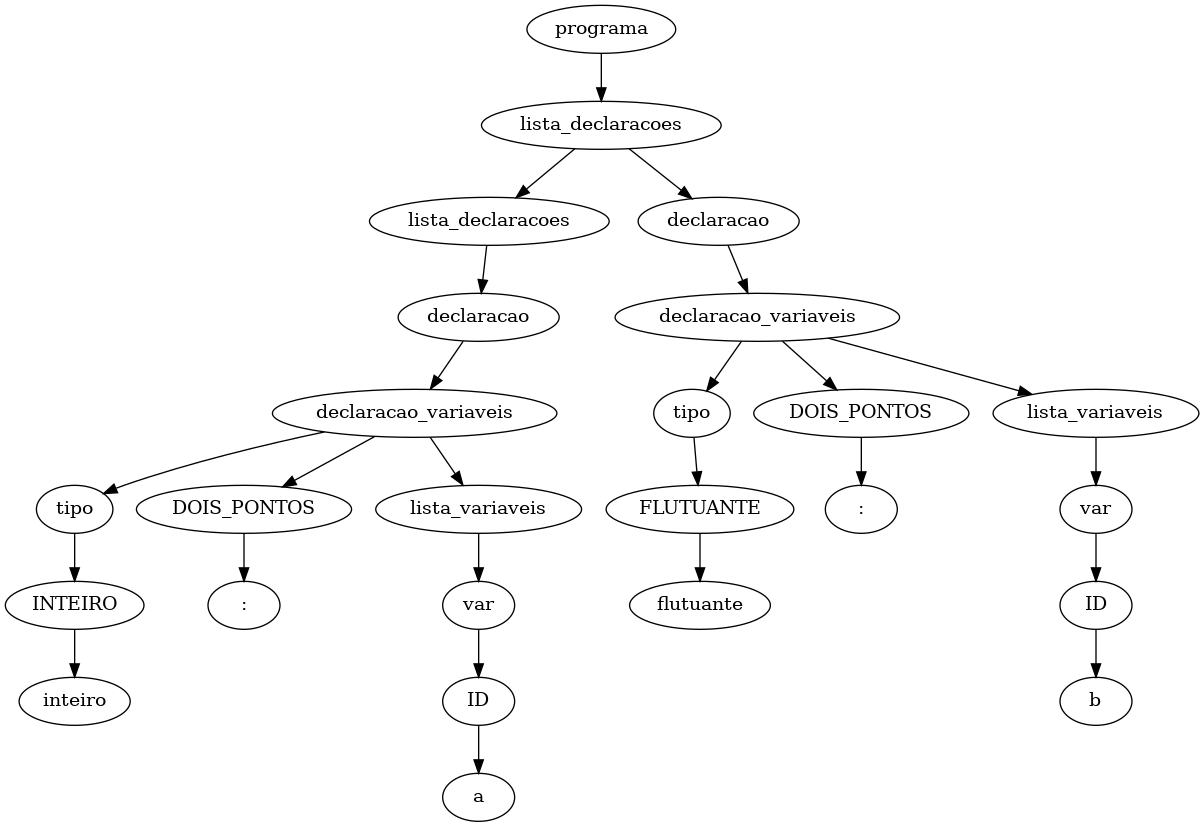 programa
lista_declaracoes
lista_declaracoes
declaracao
declaracao
declaracao_variaveis
declaracao_variaveis
tipo
DOIS_PONTOS
lista_variaveis
tipo
DOIS_PONTOS
lista_variaveis
FLUTUANTE
:
var
INTEIRO
:
var
flutuante
ID
inteiro
ID
b
a